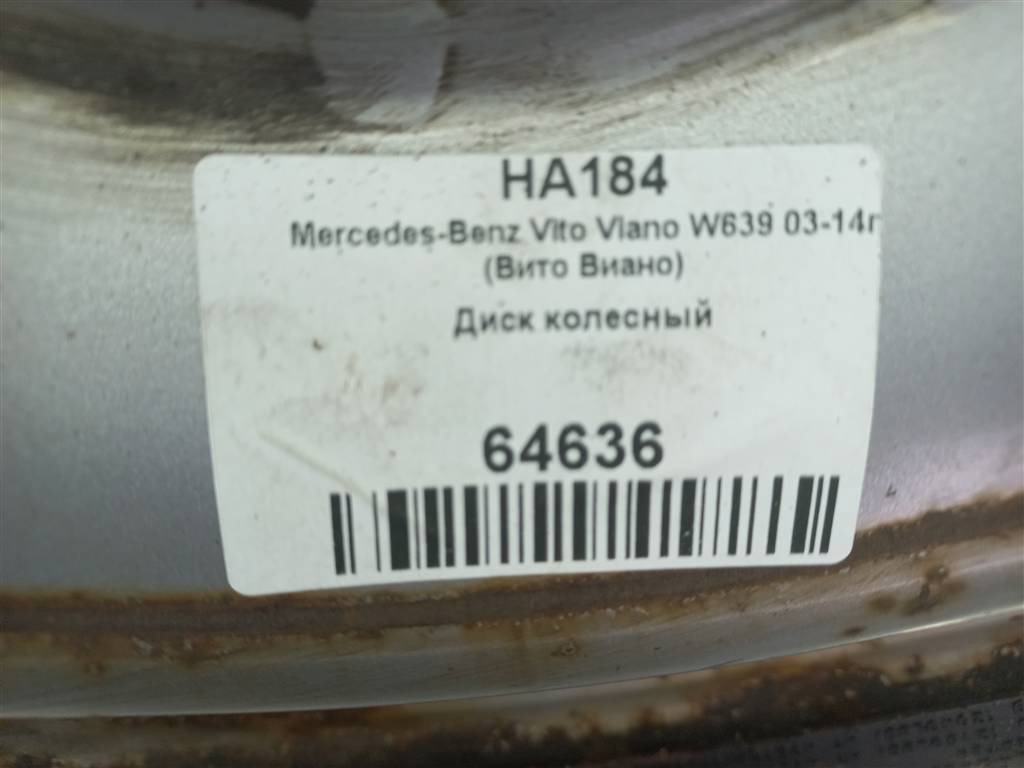 HA184
Mercedes-Benz Vito Viano W639 03-14г
(Вито Виано)
Диск колесный
64636